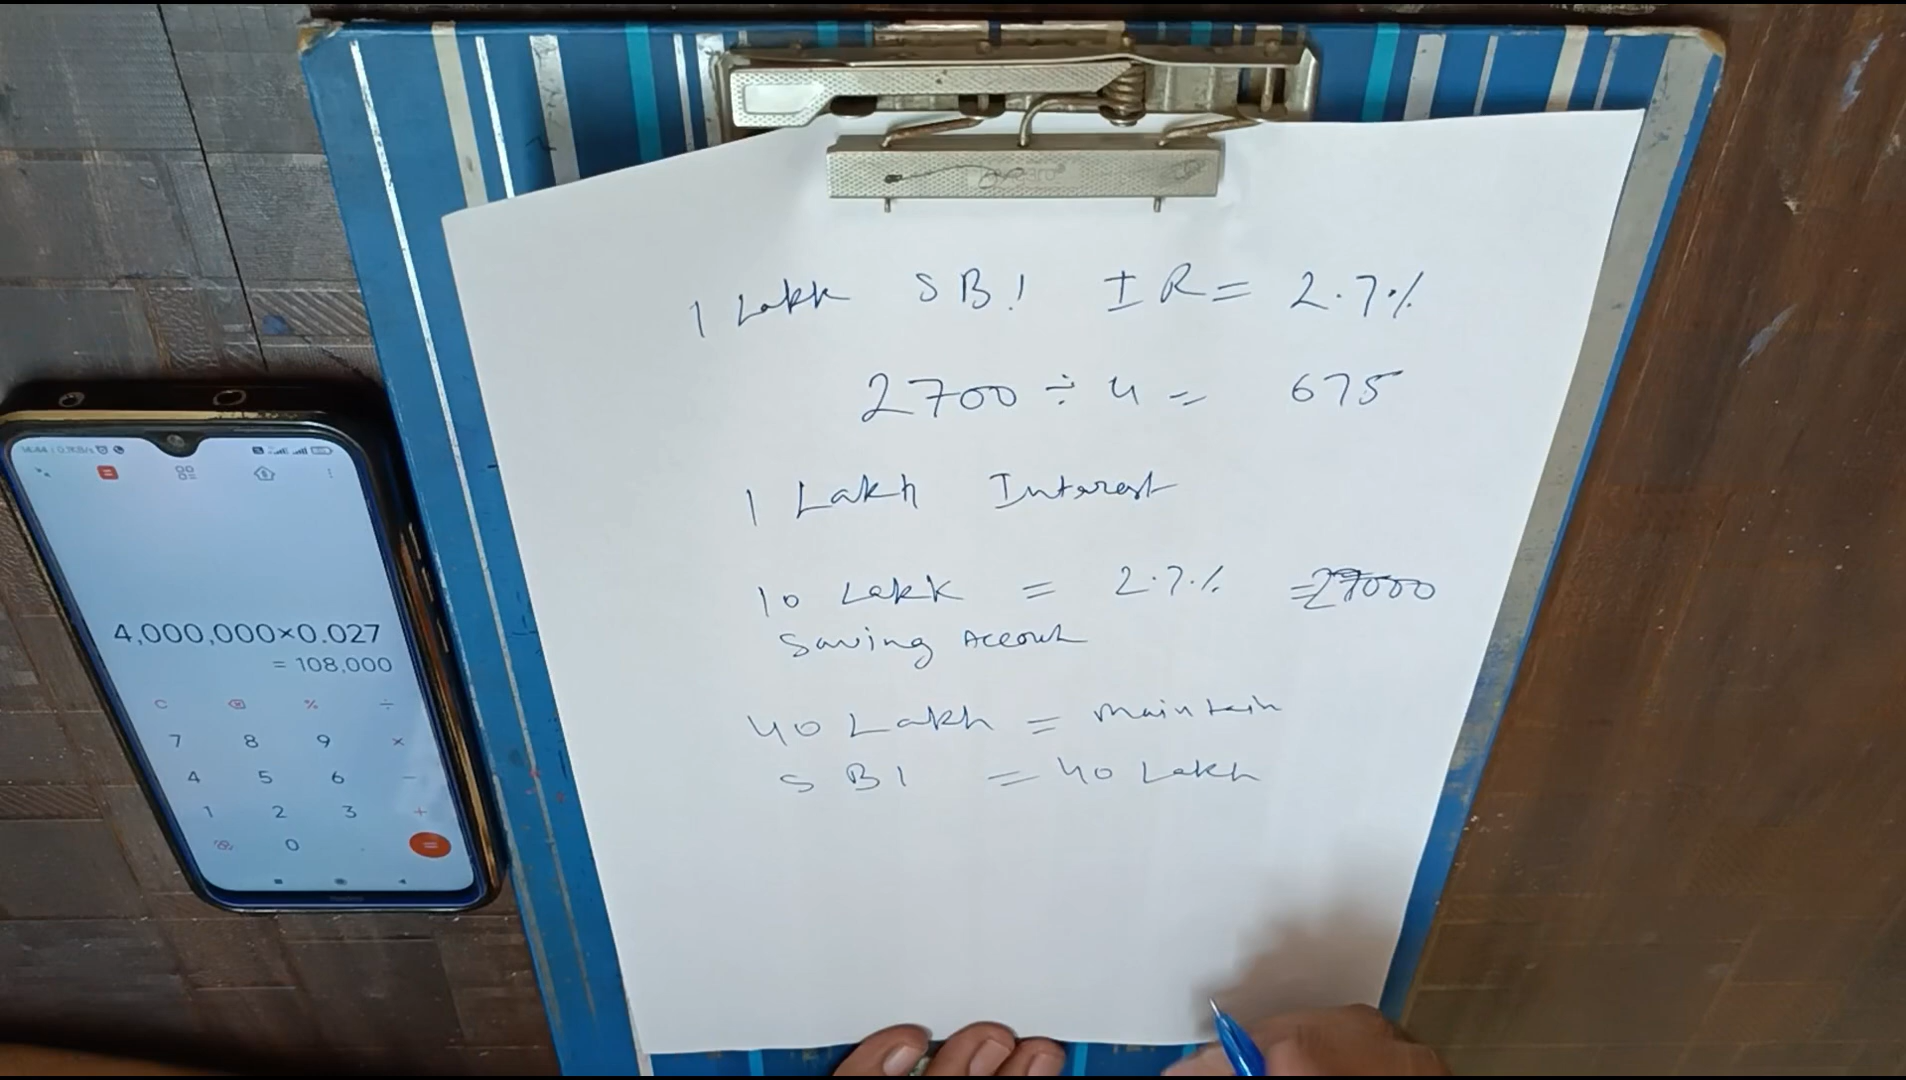 1 Lakh SB! IR = 2.7%
2700 ÷ 4 = 675
1 Lakh Interest
10 Lakh = 2.7% = 27000
Saving Account
40 Lakh = maintain
SBI = 40 Lakh
4,000,000×0.027
= 108,000
C % ÷
7 8 9 ×
4 5 6 −
1 2 3 +
0 . =